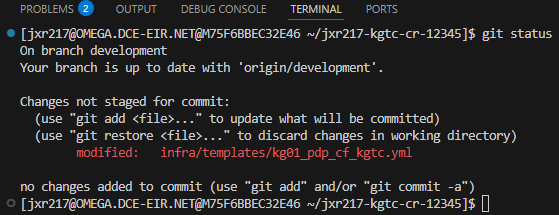 PROBLEMS 2 OUTPUT DEBUG CONSOLE TERMINAL PORTS
[jxr217@OMEGA.DCE-EIR.NET@M75F6BBEC32E46 ~/jxr217-kgtc-cr-12345]$ git status
On branch development
Your branch is up to date with 'origin/development'.
Changes not staged for commit:
(use "git add <file>..." to update what will be committed)
(use "git restore <file>..." to discard changes in working directory)
modified: infra/templates/kg01_pdp_cf_kgtc.yml
no changes added to commit (use "git add" and/or "git commit -a")
[jxr217@OMEGA.DCE-EIR.NET@M75F6BBEC32E46 ~/jxr217-kgtc-cr-12345]$